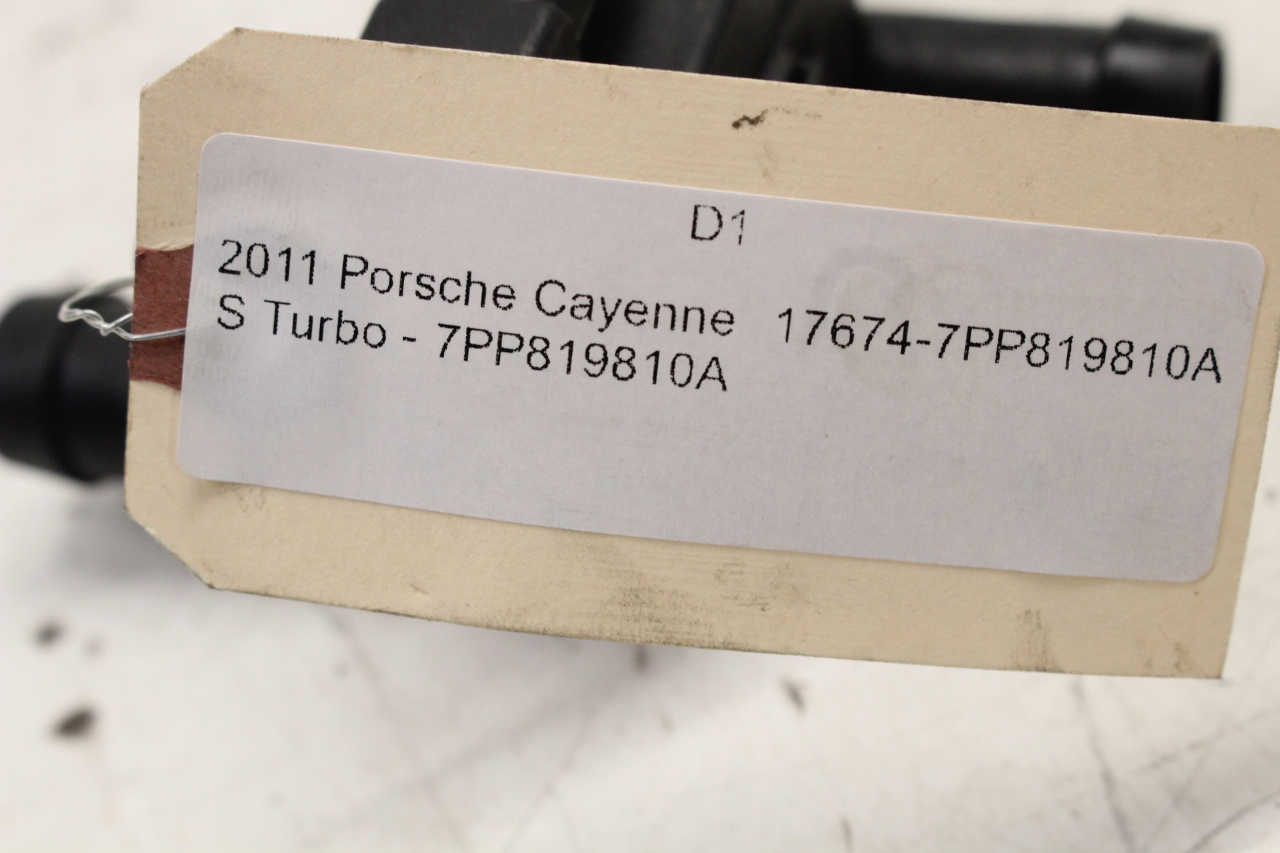 D1
2011 Porsche Cayenne 17674-7PP819810A
S Turbo - 7PP819810A